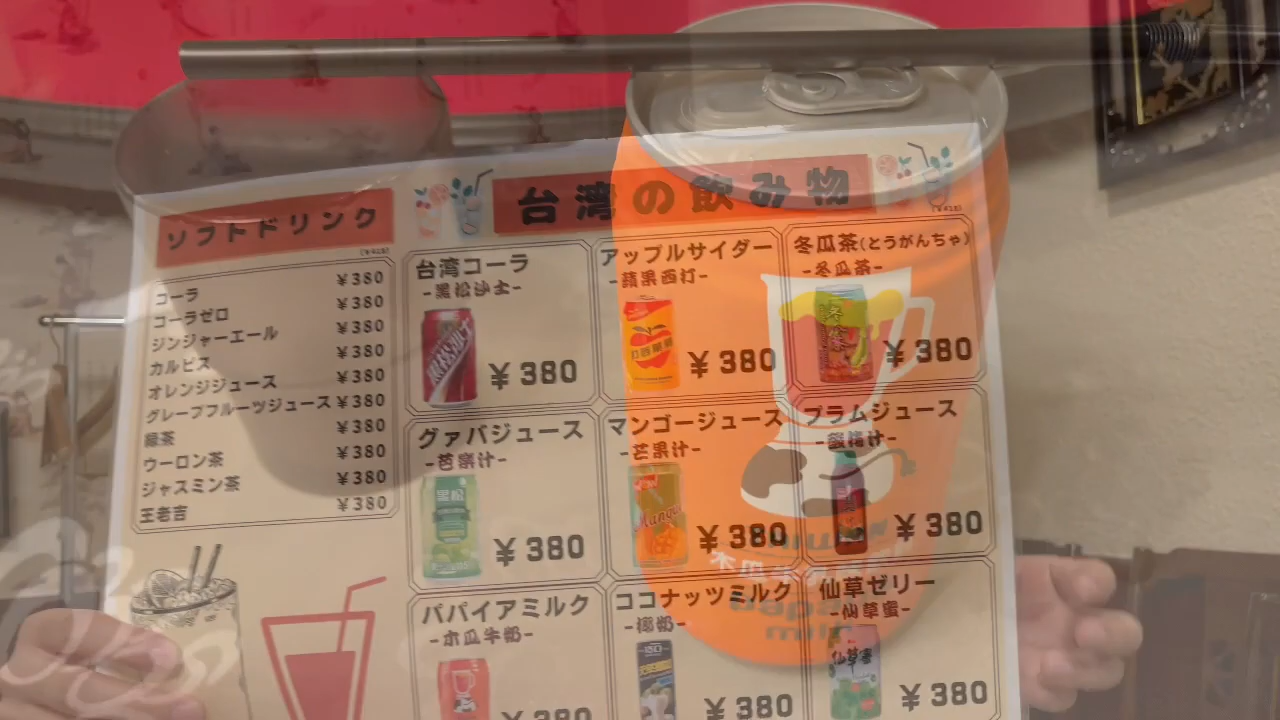 ソフトドリンク
コーラ ¥380
コーラゼロ ¥380
ジンジャーエール ¥380
カルピス ¥380
オレンジジュース ¥380
グレープフルーツジュース ¥380
緑茶 ¥380
ウーロン茶 ¥380
ジャスミン茶 ¥380
王老吉 ¥380
台湾の飲み物
台湾コーラ
-黒松沙士-
¥380
アップルサイダー
-蘋果西打-
¥380
冬瓜茶(とうがんちゃ)
-冬瓜茶-
¥380
グァバジュース
-芭樂汁-
¥380
マンゴージュース
-芒果汁-
Mango
¥380
プラムジュース
¥380
パパイアミルク
-木瓜牛奶-
¥380
ココナッツミルク
-椰奶-
¥380
仙草ゼリー
-仙草蜜-
¥380
papa
milk